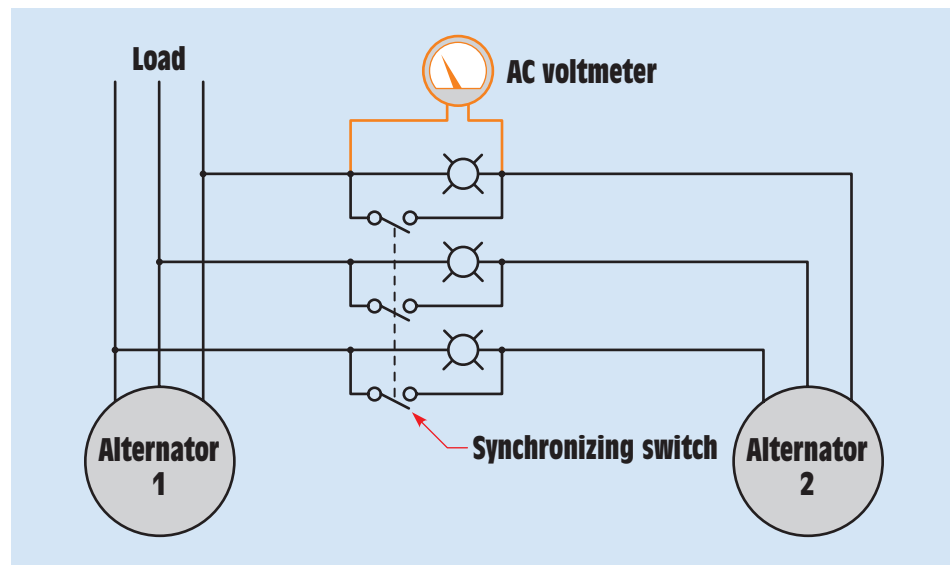 Load
AC voltmeter
Synchronizing switch
Alternator
1
Alternator
2